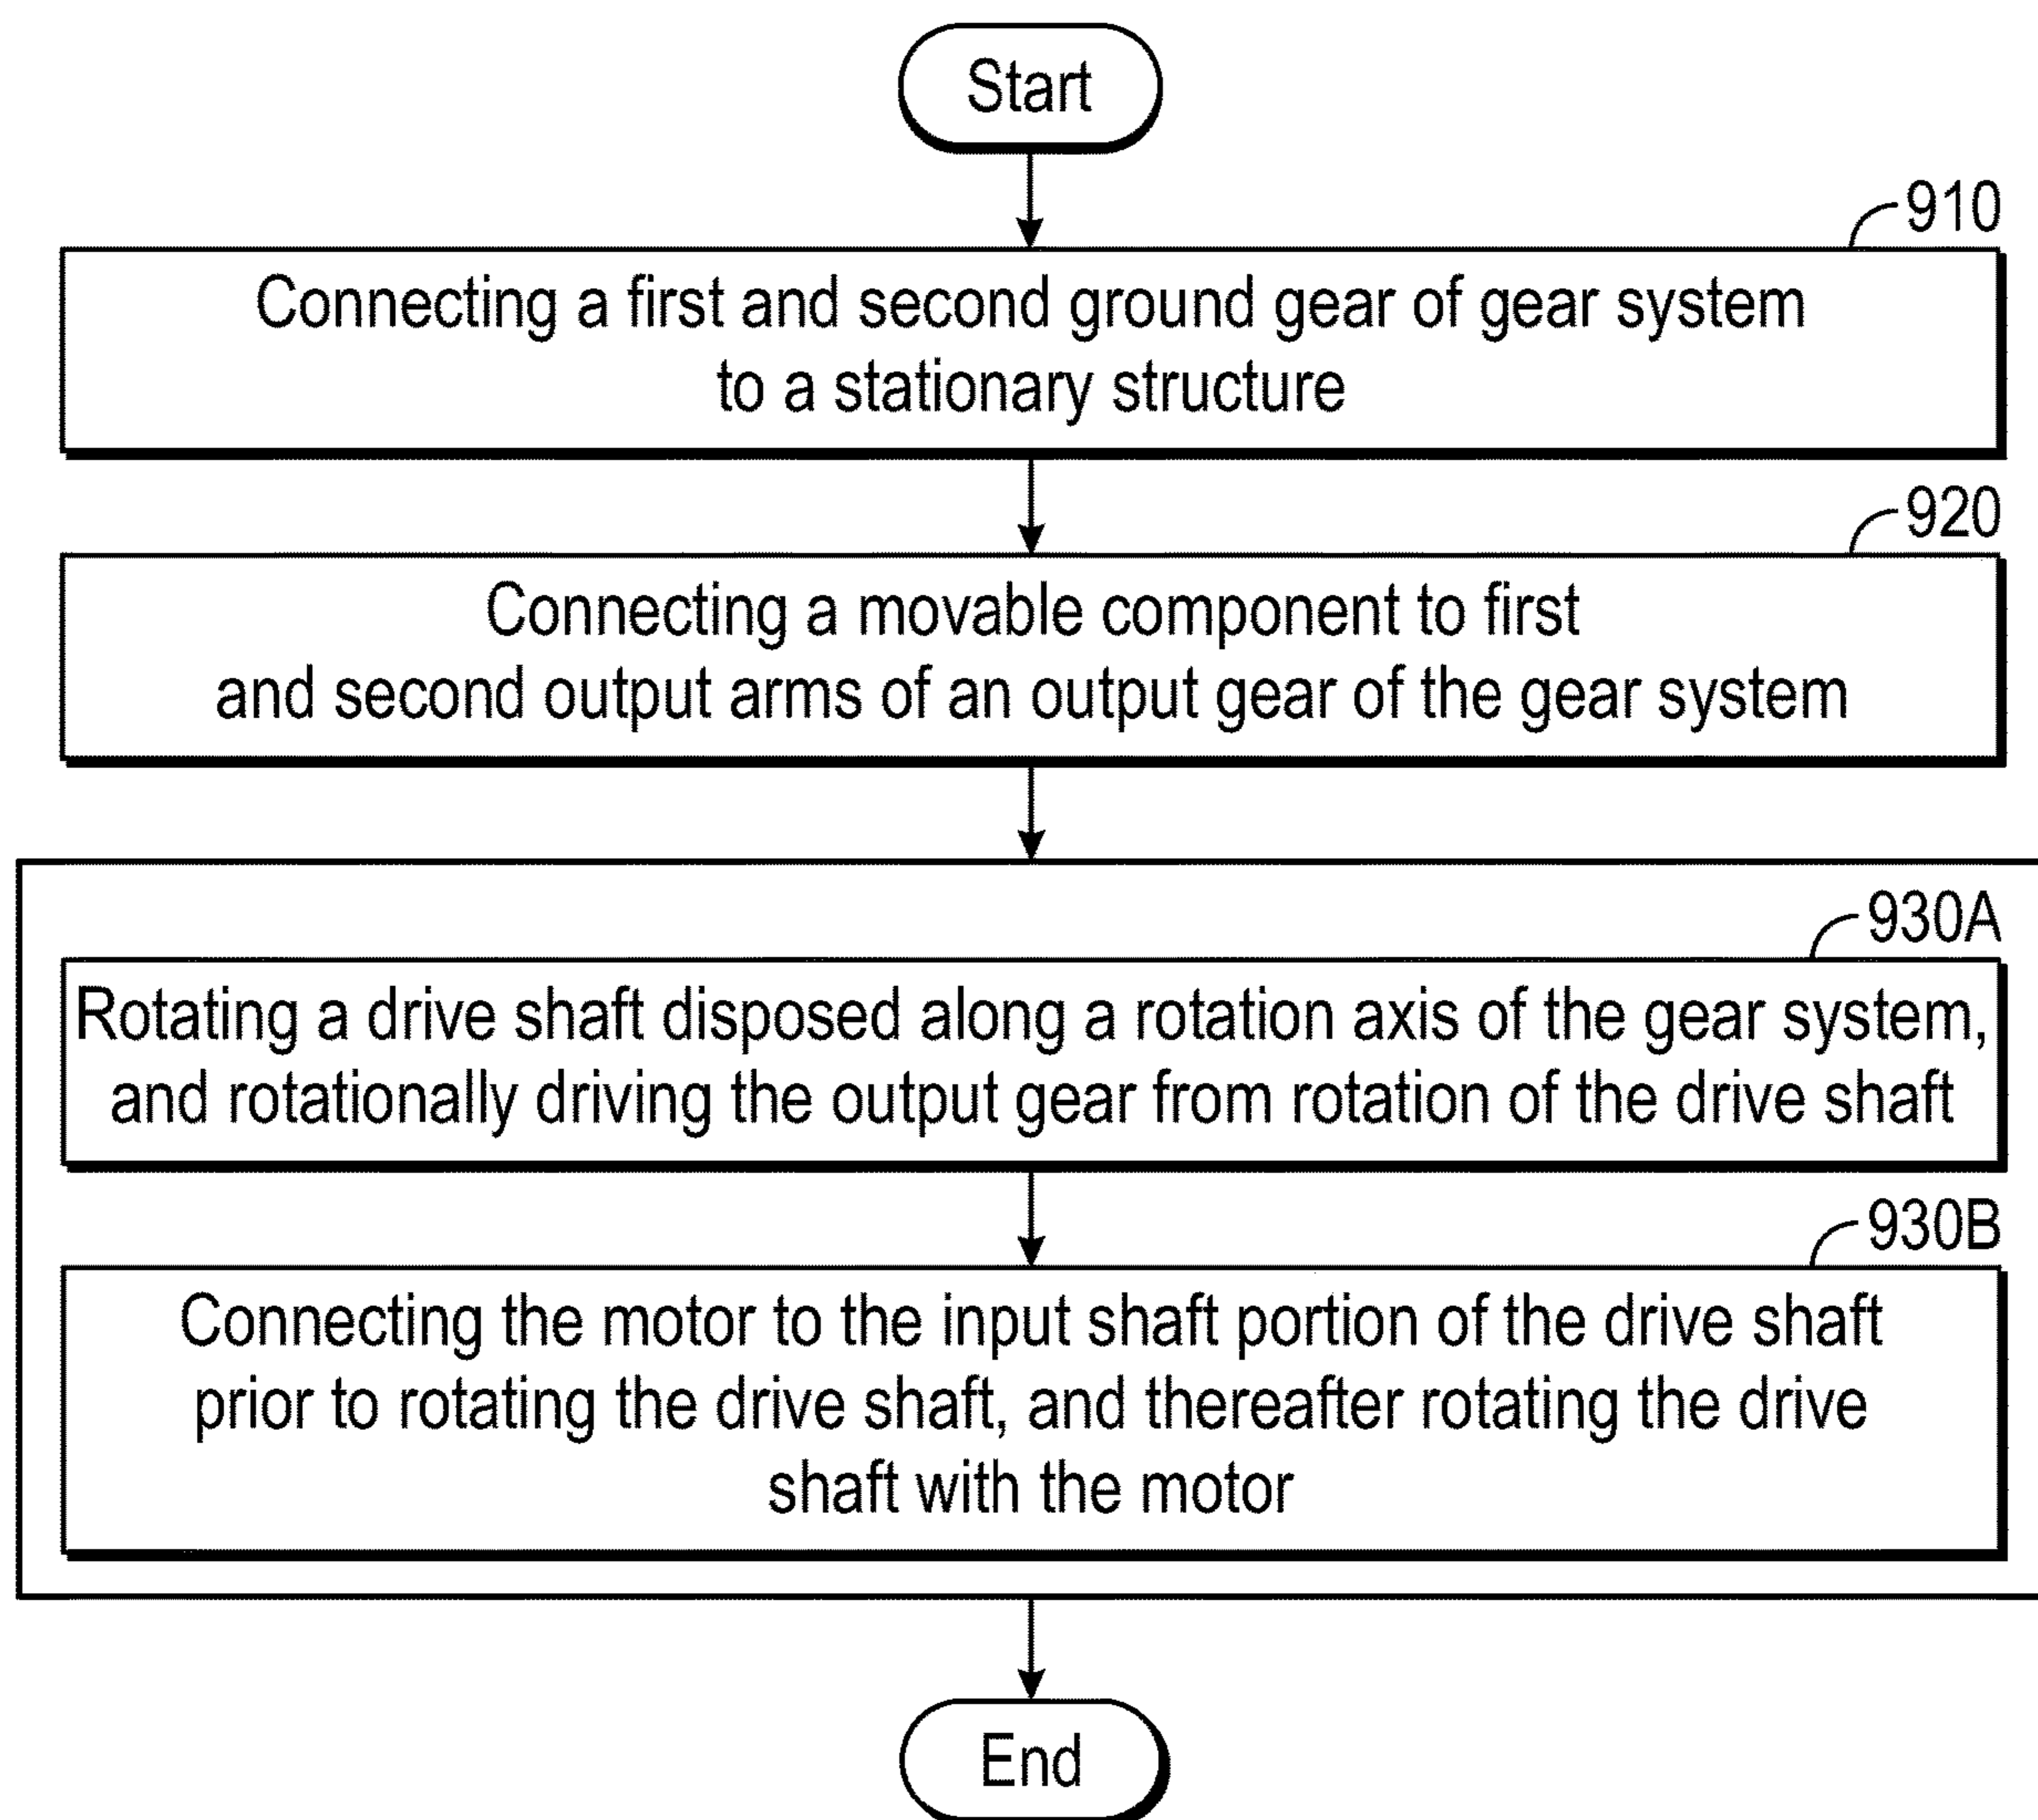 Start
910
Connecting a first and second ground gear of gear system
to a stationary structure
920
Connecting a movable component to first
and second output arms of an output gear of the gear system
930A
Rotating a drive shaft disposed along a rotation axis of the gear system,
and rotationally driving the output gear from rotation of the drive shaft
930B
Connecting the motor to the input shaft portion of the drive shaft
prior to rotating the drive shaft, and thereafter rotating the drive
shaft with the motor
End